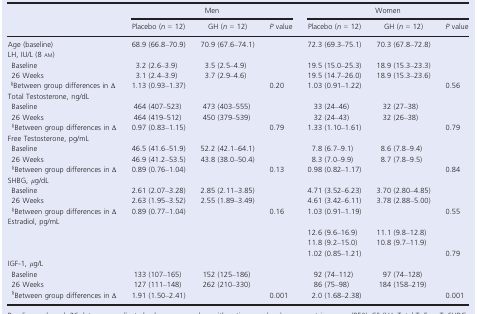 Men Women
Placebo (n = 12) GH (n = 12) P value Placebo (n = 12) GH (n = 12) P value
Age (baseline) 68.9 (66.8–70.9) 70.9 (67.6–74.1) 72.3 (69.3–75.1) 70.3 (67.8–72.8)
LH, IU/L (8 AM)
Baseline 3.2 (2.6–3.9) 3.5 (2.5–4.9) 19.5 (15.0–25.3) 18.9 (15.3–23.3)
26 Weeks 3.1 (2.4–3.9) 3.7 (2.9–4.6) 19.5 (14.7–26.0) 18.9 (15.3–23.6)
§Between group differences in Δ 1.13 (0.93–1.37) 0.20 1.03 (0.91–1.22) 0.56
Total Testosterone, ng/dL
Baseline 464 (407–523) 473 (403–555) 33 (24–46) 32 (27–38)
26 Weeks 464 (419–512) 450 (379–539) 32 (24–43) 32 (26–38)
§Between group differences in Δ 0.97 (0.83–1.15) 0.79 1.33 (1.10–1.61) 0.79
Free Testosterone, pg/mL
Baseline 46.5 (41.6–51.9) 52.2 (42.1–64.1) 7.8 (6.7–9.1) 8.6 (7.8–9.4)
26 Weeks 46.9 (41.2–53.5) 43.8 (38.0–50.4) 8.3 (7.0–9.9) 8.7 (7.8–9.5)
§Between group differences in Δ 0.89 (0.76–1.04) 0.13 0.98 (0.82–1.17) 0.84
SHBG, μg/dL
Baseline 2.61 (2.07–3.28) 2.85 (2.11–3.85) 4.71 (3.52–6.23) 3.70 (2.80–4.85)
26 Weeks 2.63 (1.95–3.52) 2.55 (1.89–3.49) 4.61 (3.42–6.11) 3.78 (2.88–5.00)
§Between group differences in Δ 0.89 (0.77–1.04) 0.16 1.03 (0.91–1.19) 0.55
Estradiol, pg/mL
12.6 (9.6–16.9) 11.1 (9.8–12.8)
11.8 (9.2–15.0) 10.8 (9.7–11.9)
1.02 (0.85–1.21) 0.79
IGF-1, μg/L
Baseline 133 (107–165) 152 (125–186) 92 (74–112) 97 (74–128)
26 Weeks 127 (111–148) 262 (210–330) 86 (75–98) 184 (158–219)
§Between group differences in Δ 1.91 (1.50–2.41) 0.001 2.0 (1.68–2.38) 0.001